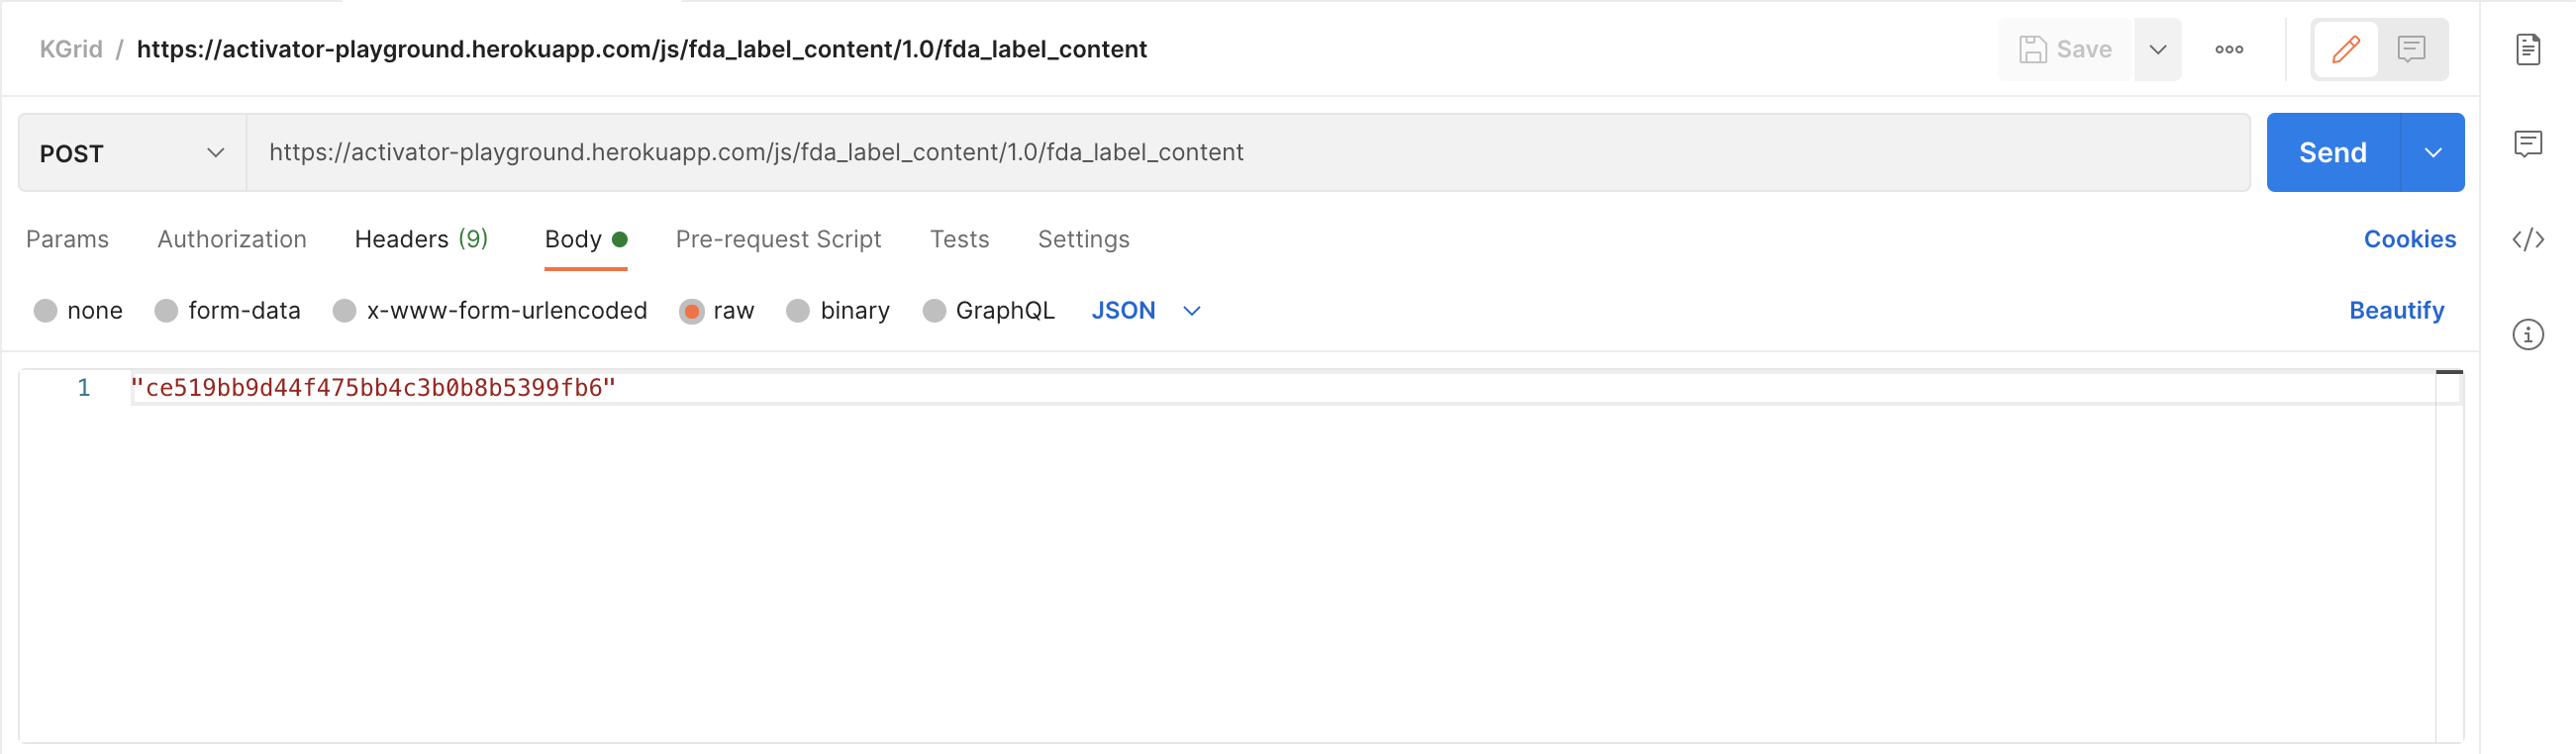 KGrid / https://activator-playground.herokuapp.com/js/fda_label_content/1.0/fda_label_content
Save
POST https://activator-playground.herokuapp.com/js/fda_label_content/1.0/fda_label_content Send
Params Authorization Headers (9) Body Pre-request Script Tests Settings Cookies
none form-data x-www-form-urlencoded raw binary GraphQL JSON Beautify
1 "ce519bb9d44f475bb4c3b0b8b5399fb6"